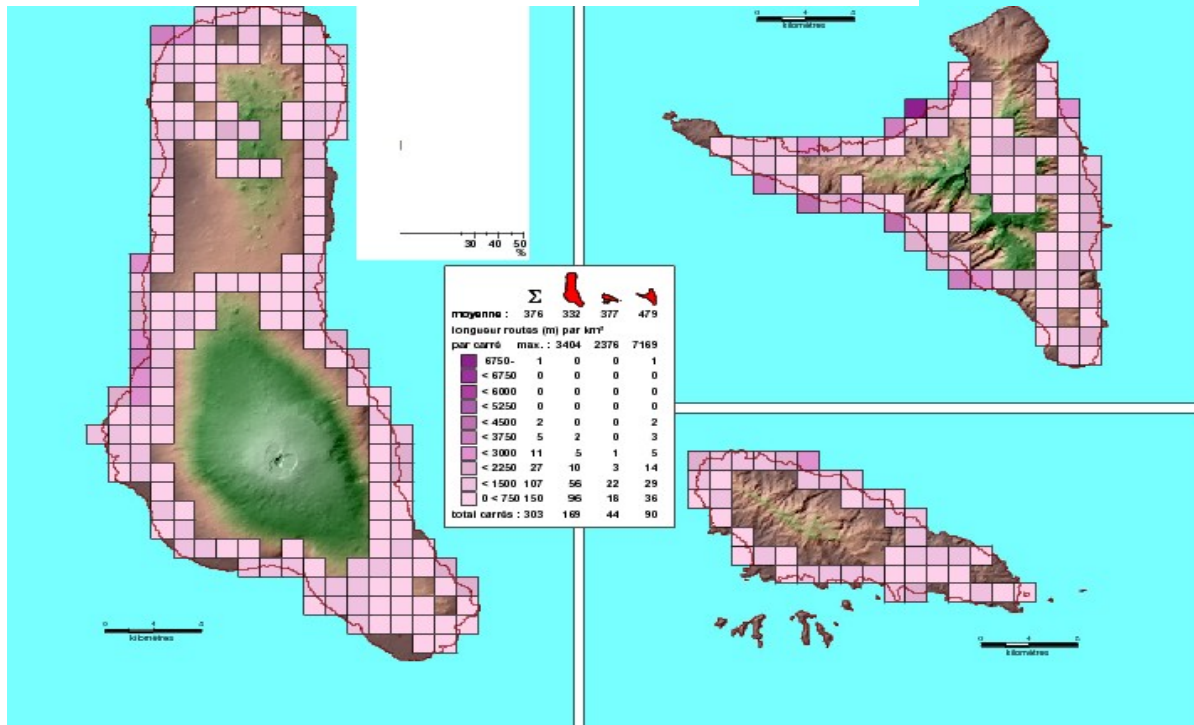 0 4 8
kilomètres
30 40 50
%
Σ
moyenne : 376 332 377 479
longueur routes (m) par km²
par carré max. : 3404 2376 7169
6750- 1 0 0 1
< 6750 0 0 0 0
< 6000 0 0 0 0
< 5250 0 0 0 0
< 4500 2 0 0 2
< 3750 5 2 0 3
< 3000 11 5 1 5
< 2250 27 10 3 14
< 1500 107 56 22 29
0 < 750 150 96 18 36
total carrés : 303 169 44 90
kilomètres
kilomètres